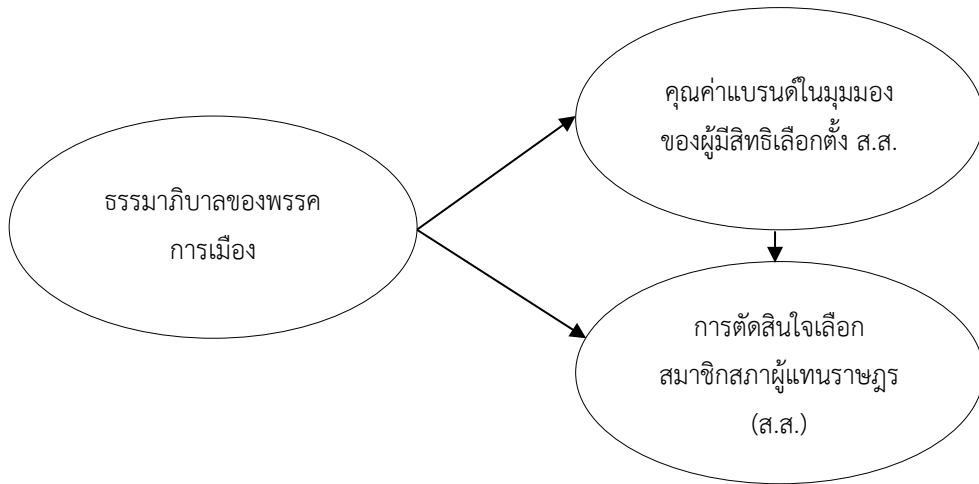 คุณค่าแบรนด์ในมุมมอง
ของผู้มีสิทธิเลือกตั้ง ส.ส.
ธรรมาภิบาลของพรรค
การเมือง
การตัดสินใจเลือก
สมาชิกสภาผู้แทนราษฎร
(ส.ส.)